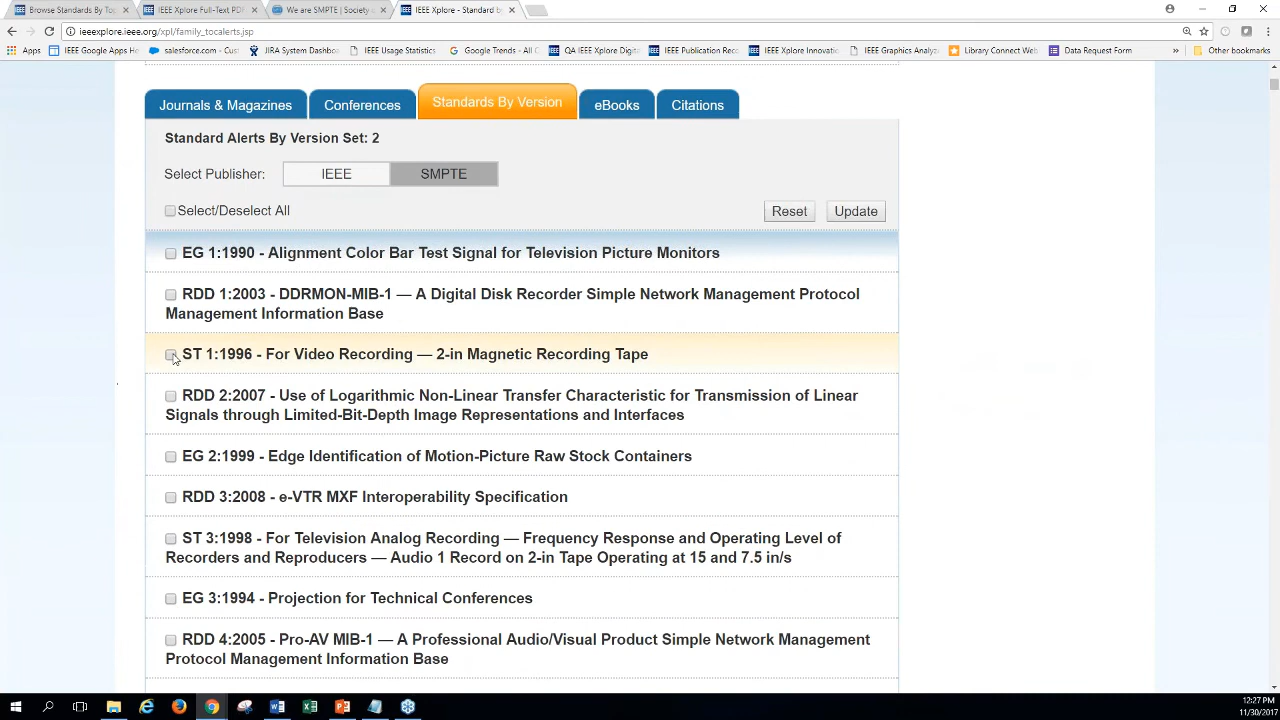 Browse Standards By Top
IEEE Xplore Full-Text PDF
We are SMPTE | Society o
IEEE Xplore - Standard by
ieeexplore.ieee.org/xpl/family_tocalerts.jsp
Apps
IEEE Google Apps Ho
salesforce.com - Custo
JIRA System Dashboa
IEEE Usage Statistics
Google Trends - All C
QA IEEE Xplore Digit
IEEE Publication Reco
IEEE Xplore Innovatio
IEEE Graphics Analyz
Library Connect Web
Data Request Form
»
Other bookmarks
Journals & Magazines
Conferences
Standards By Version
eBooks
Citations
Standard Alerts By Version Set: 2
Select Publisher:
IEEE
SMPTE
Select/Deselect All
Reset
Update
EG 1:1990 - Alignment Color Bar Test Signal for Television Picture Monitors
RDD 1:2003 - DDRMON-MIB-1 — A Digital Disk Recorder Simple Network Management Protocol
Management Information Base
ST 1:1996 - For Video Recording — 2-in Magnetic Recording Tape
RDD 2:2007 - Use of Logarithmic Non-Linear Transfer Characteristic for Transmission of Linear
Signals through Limited-Bit-Depth Image Representations and Interfaces
EG 2:1999 - Edge Identification of Motion-Picture Raw Stock Containers
RDD 3:2008 - e-VTR MXF Interoperability Specification
ST 3:1998 - For Television Analog Recording — Frequency Response and Operating Level of
Recorders and Reproducers — Audio 1 Record on 2-in Tape Operating at 15 and 7.5 in/s
EG 3:1994 - Projection for Technical Conferences
RDD 4:2005 - Pro-AV MIB-1 — A Professional Audio/Visual Product Simple Network Management
Protocol Management Information Base
12:27 PM
11/30/2017